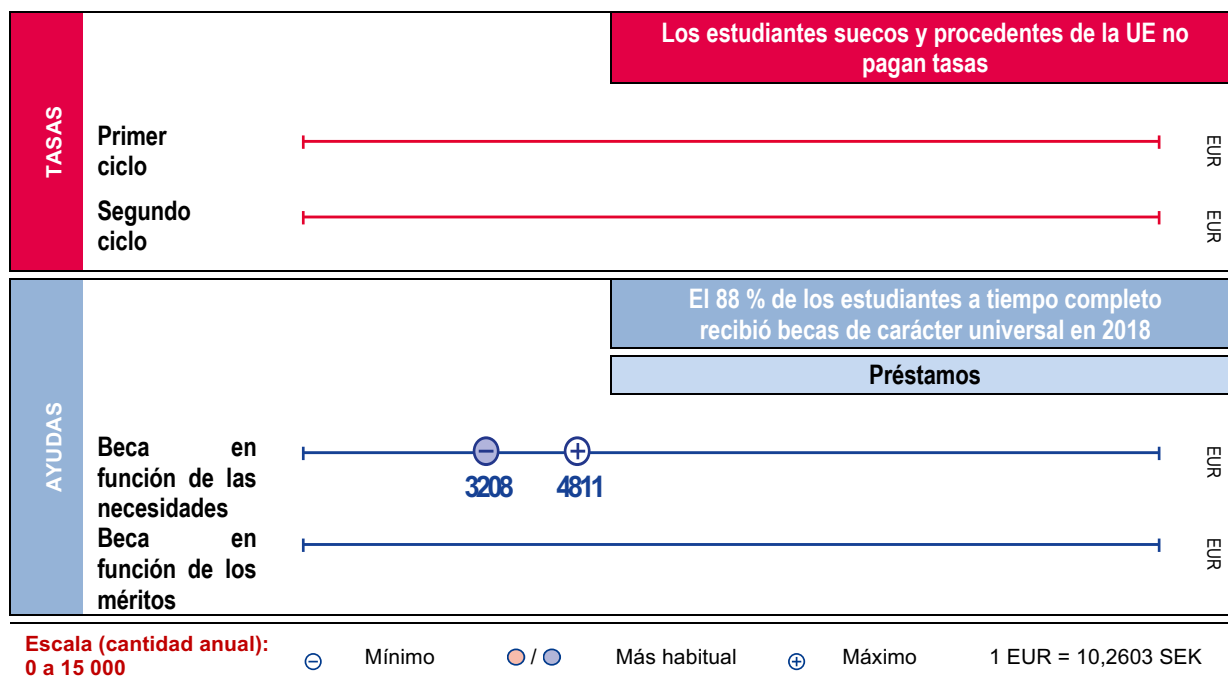 Los estudiantes suecos y procedentes de la UE no
pagan tasas
TASAS
Primer
ciclo
EUR
Segundo
ciclo
EUR
El 88 % de los estudiantes a tiempo completo
recibió becas de carácter universal en 2018
Préstamos
AYUDAS
Beca en
función de las
necesidades
3208 4811
EUR
Beca en
función de los
méritos
EUR
Escala (cantidad anual):
0 a 15 000
Mínimo / Más habitual Máximo 1 EUR = 10,2603 SEK